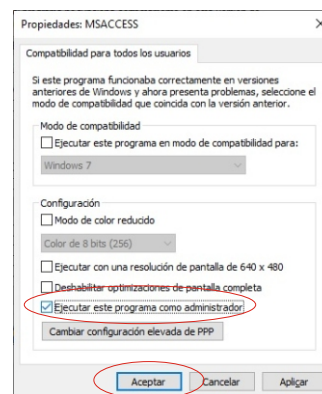 Propiedades: MSACCESS
Compatibilidad para todos los usuarios
Si este programa funcionaba correctamente en versiones
anteriores de Windows y ahora presenta problemas, seleccione el
modo de compatibilidad que coincida con la versión anterior.
Modo de compatibilidad
Ejecutar este programa en modo de compatibilidad para:
Windows 7
Configuración
Modo de color reducido
Color de 8 bits (256)
Ejecutar con una resolución de pantalla de 640 x 480
Deshabilitar optimizaciones de pantalla completa
Ejecutar este programa como administrador
Cambiar configuración elevada de PPP
Aceptar Cancelar Aplicar